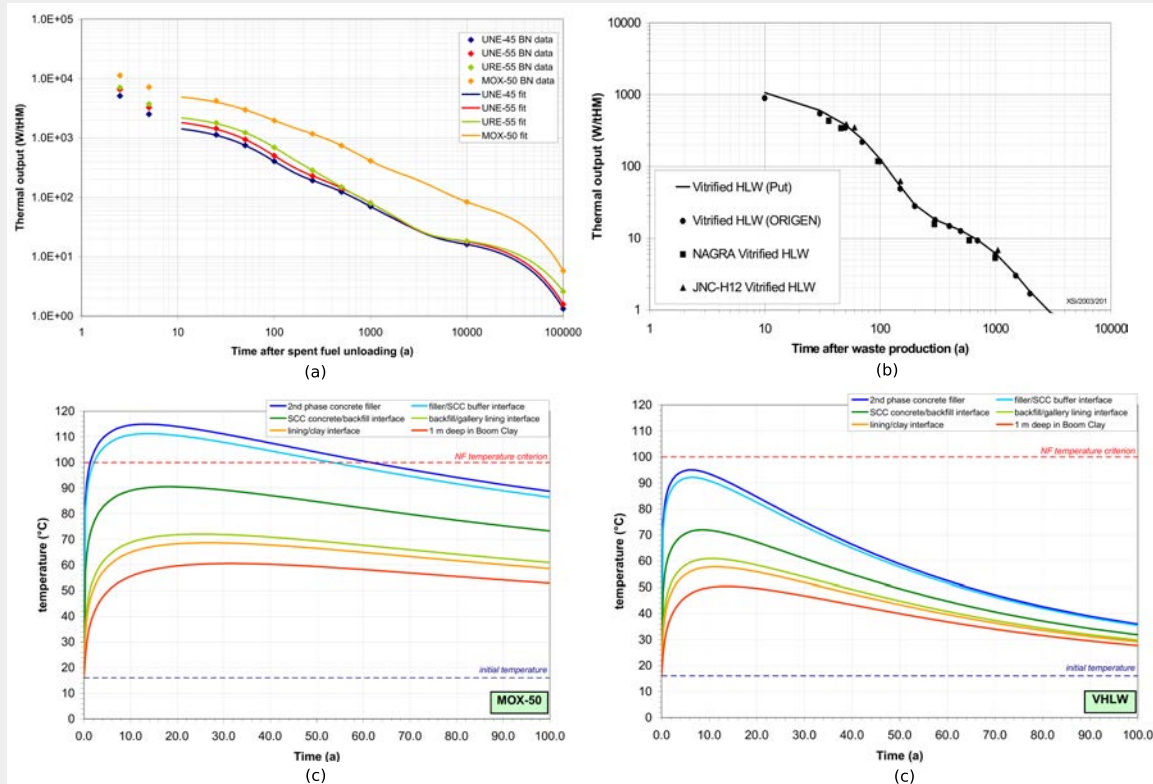 1.0E+05
1.0E+04
1.0E+03
1.0E+02
1.0E+01
1.0E+00
Thermal output (W/tHM)
UNE-45 BN data
UNE-55 BN data
URE-55 BN data
MOX-50 BN data
UNE-45 fit
UNE-55 fit
URE-55 fit
MOX-50 fit
1 10 100 1000 10000 100000
Time after spent fuel unloading (a)
(a)
10000
1000
100
10
1
Thermal output (W/tHM)
Vitrified HLW (Put)
Vitrified HLW (ORIGEN)
NAGRA Vitrified HLW
JNC-H12 Vitrified HLW
XSI/2003/201
1 10 100 1000 10000
Time after waste production (a)
(b)
2nd phase concrete filler filler/SCC buffer interface
SCC concrete/backfill interface backfill/gallery lining interface
lining/clay interface 1 m deep in Boom Clay
120
110
100
90
80
70
60
50
40
30
20
10
0
temperature (°C)
NF temperature criterion
initial temperature
MOX-50
0.0 10.0 20.0 30.0 40.0 50.0 60.0 70.0 80.0 90.0 100.0
Time (a)
(c)
2nd phase concrete filler filler/SCC buffer interface
SCC concrete/backfill interface backfill/gallery lining interface
lining/clay interface 1 m deep in Boom Clay
120
110
100
90
80
70
60
50
40
30
20
10
0
temperature (°C)
NF temperature criterion
initial temperature
VHLW
0.0 10.0 20.0 30.0 40.0 50.0 60.0 70.0 80.0 90.0 100.0
Time (a)
(c)